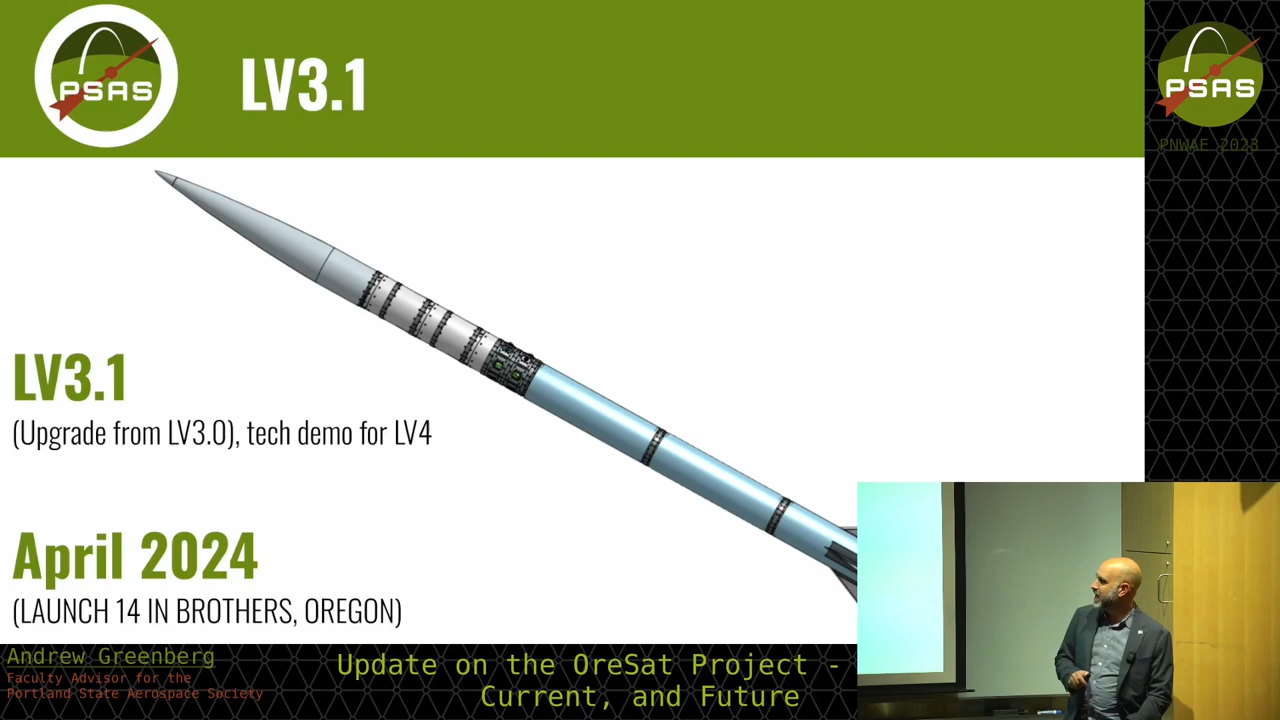 PSAS
LV3.1
PSAS
PNWAE 2023
LV3.1
(Upgrade from LV3.0), tech demo for LV4
April 2024
(LAUNCH 14 IN BROTHERS, OREGON)
Andrew Greenberg
Faculty Advisor for the
Portland State Aerospace Society
Update on the OreSat Project -
Current, and Future